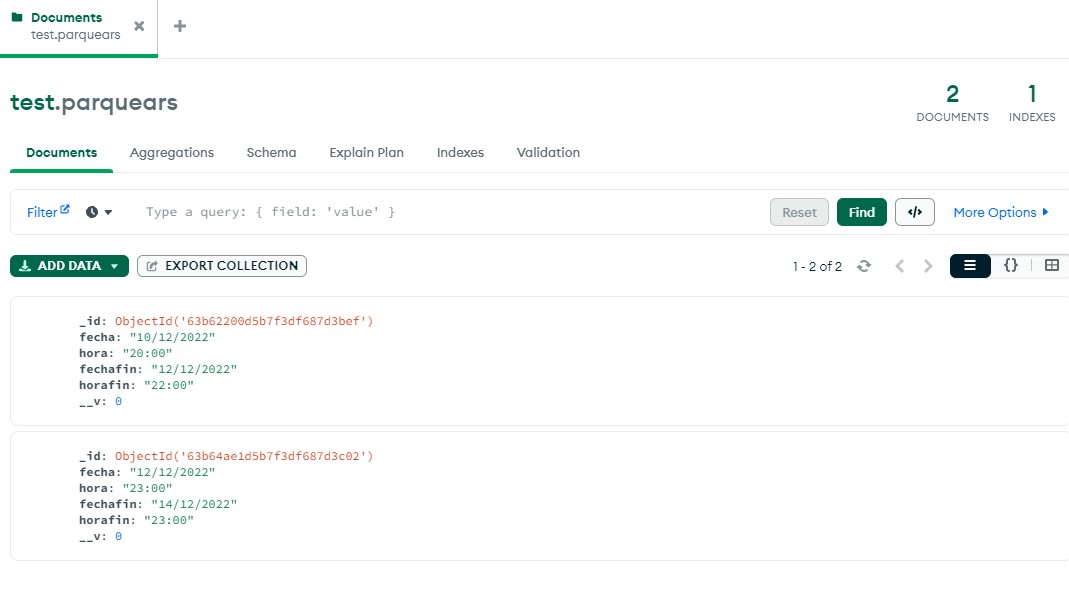 Documents
test.parquears
test.parquears
2
DOCUMENTS
1
INDEXES
Documents Aggregations Schema Explain Plan Indexes Validation
Filter Type a query: { field: 'value' } Reset Find </> More Options
ADD DATA EXPORT COLLECTION 1 - 2 of 2 {}
_id: ObjectId('63b62200d5b7f3df687d3bef')
fecha: "10/12/2022"
hora: "20:00"
fechafin: "12/12/2022"
horafin: "22:00"
__v: 0
_id: ObjectId('63b64ae1d5b7f3df687d3c02')
fecha: "12/12/2022"
hora: "23:00"
fechafin: "14/12/2022"
horafin: "23:00"
__v: 0